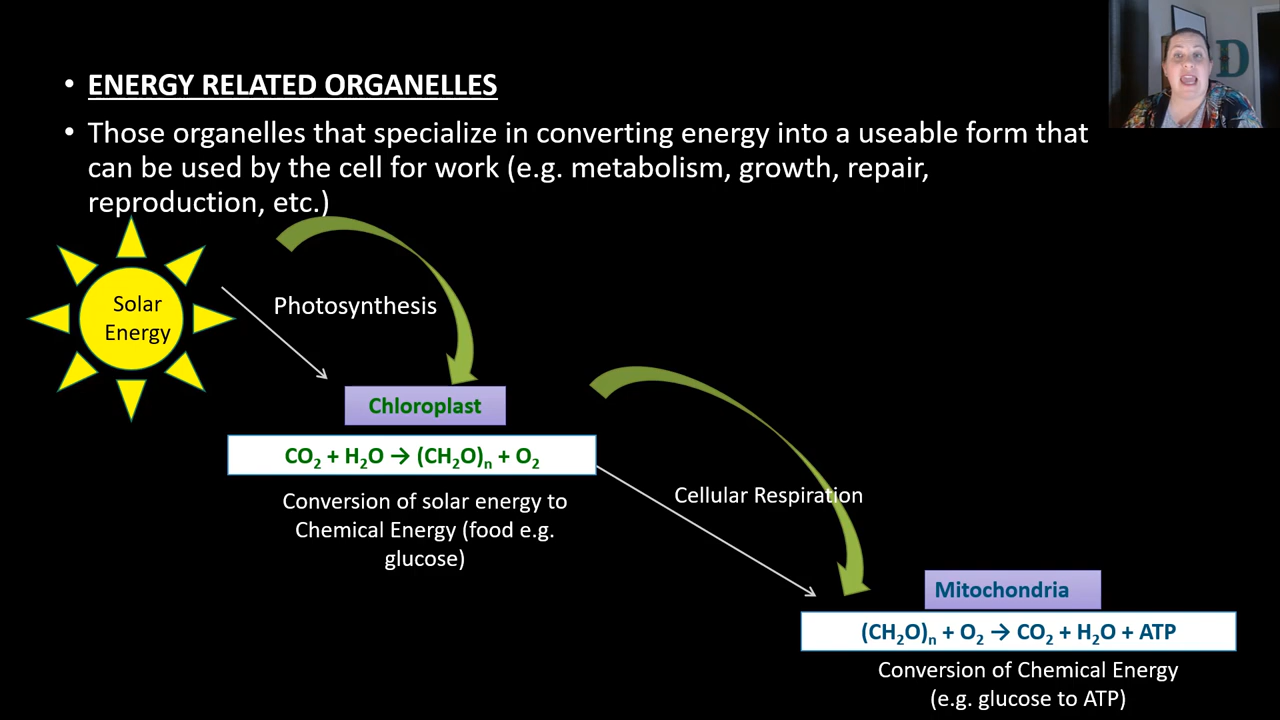 • ENERGY RELATED ORGANELLES
• Those organelles that specialize in converting energy into a useable form that
can be used by the cell for work (e.g. metabolism, growth, repair,
reproduction, etc.)
Solar
Energy
Photosynthesis
Chloroplast
CO₂ + H₂O → (CH₂O)ₙ + O₂
Conversion of solar energy to
Chemical Energy (food e.g.
glucose)
Cellular Respiration
Mitochondria
(CH₂O)ₙ + O₂ → CO₂ + H₂O + ATP
Conversion of Chemical Energy
(e.g. glucose to ATP)
D